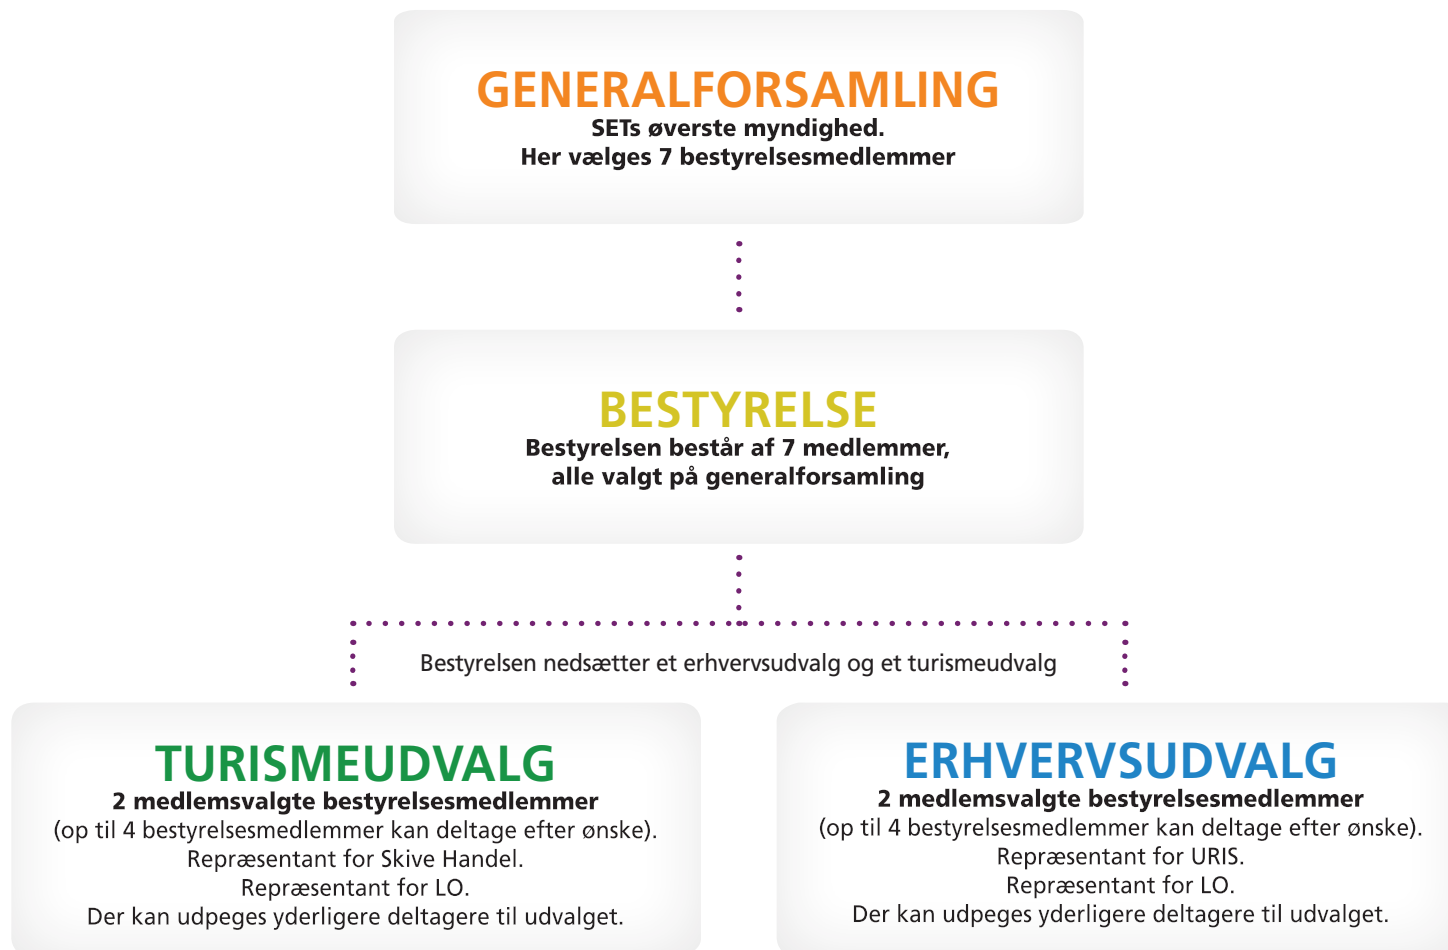 GENERALFORSAMLING
SETs øverste myndighed.
Her vælges 7 bestyrelsesmedlemmer
BESTYRELSE
Bestyrelsen består af 7 medlemmer,
alle valgt på generalforsamling
Bestyrelsen nedsætter et erhvervsudvalg og et turismeudvalg
TURISMEUDVALG
2 medlemsvalgte bestyrelsesmedlemmer
(op til 4 bestyrelsesmedlemmer kan deltage efter ønske).
Repræsentant for Skive Handel.
Repræsentant for LO.
Der kan udpeges yderligere deltagere til udvalget.
ERHVERVSUDVALG
2 medlemsvalgte bestyrelsesmedlemmer
(op til 4 bestyrelsesmedlemmer kan deltage efter ønske).
Repræsentant for URIS.
Repræsentant for LO.
Der kan udpeges yderligere deltagere til udvalget.